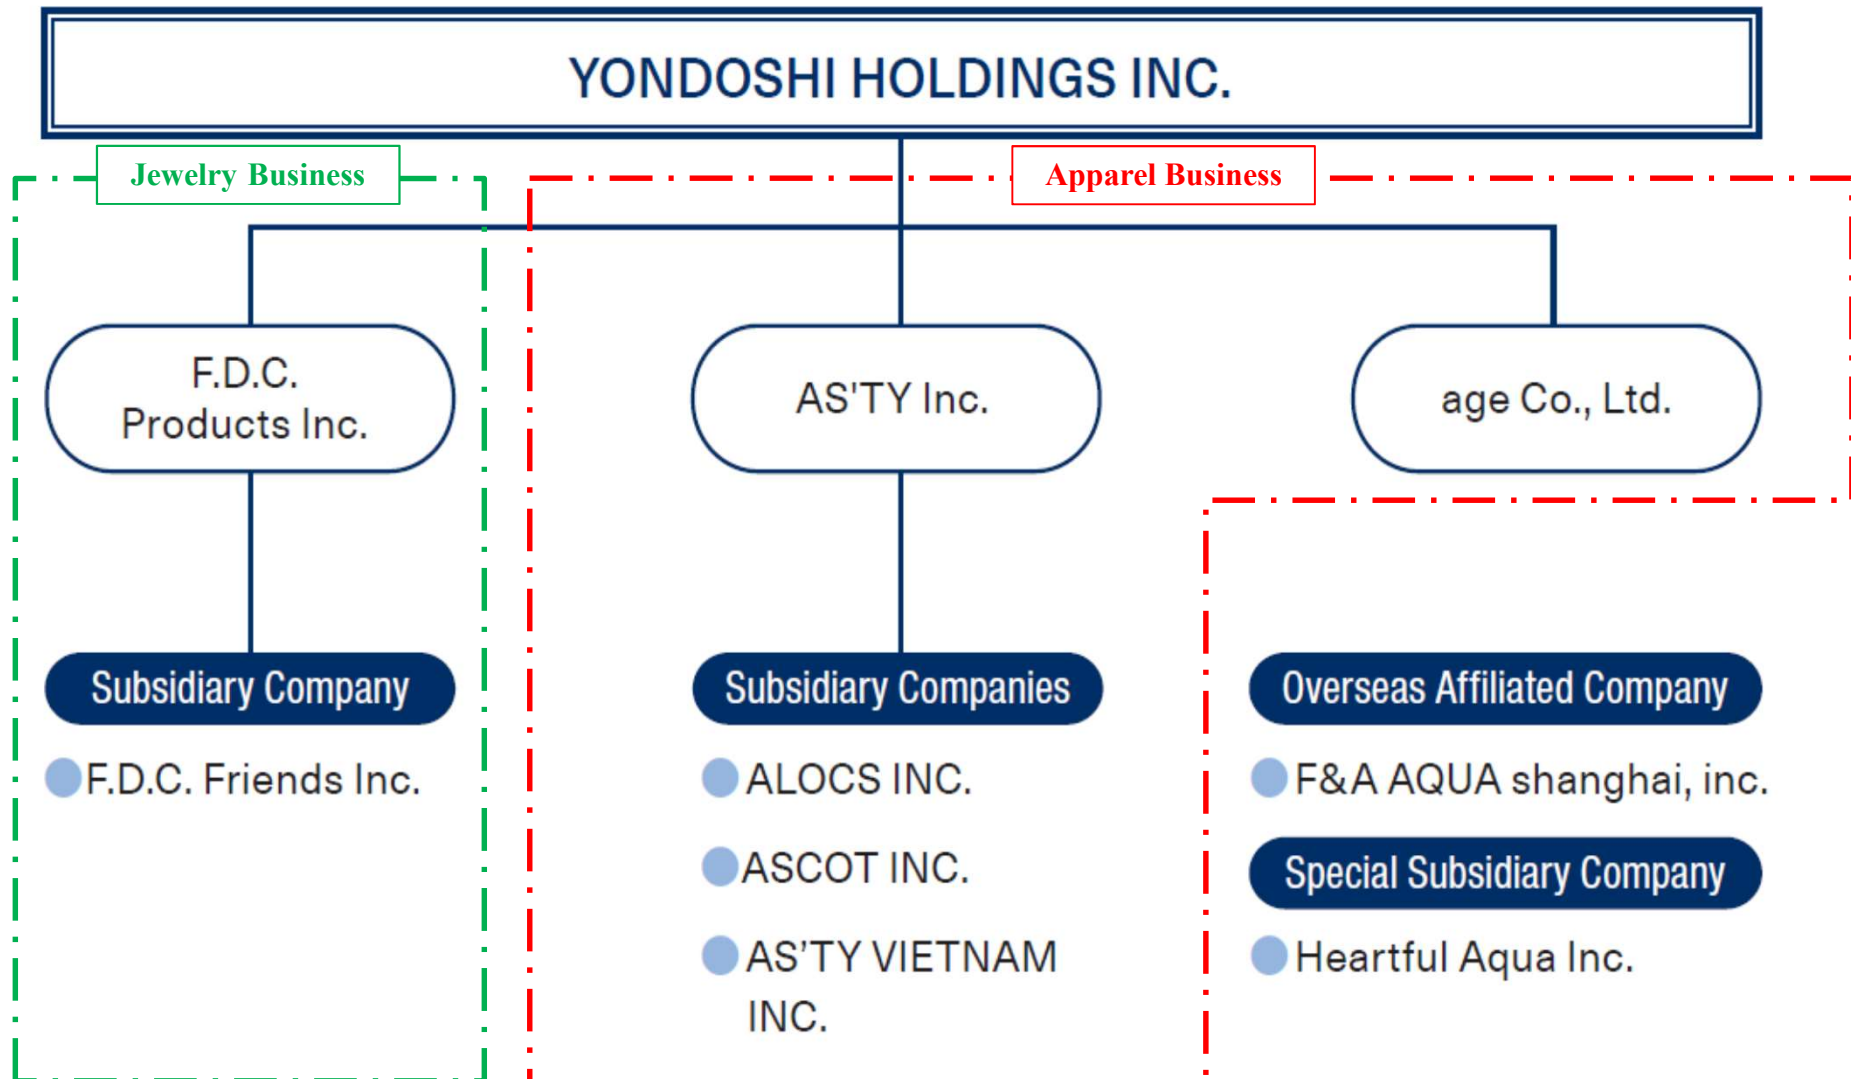 YONDOSHI HOLDINGS INC.
Jewelry Business
Apparel Business
F.D.C.
Products Inc.
AS'TY Inc.
age Co., Ltd.
Subsidiary Company
F.D.C. Friends Inc.
Subsidiary Companies
ALOCS INC.
ASCOT INC.
AS’TY VIETNAM
INC.
Overseas Affiliated Company
F&A AQUA shanghai, inc.
Special Subsidiary Company
Heartful Aqua Inc.